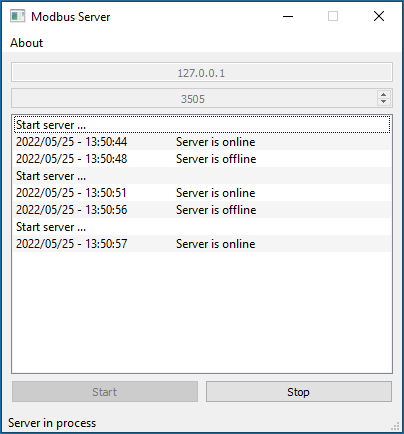 Modbus Server
About
127.0.0.1
3505
Start server ...
2022/05/25 - 13:50:44 Server is online
2022/05/25 - 13:50:48 Server is offline
Start server ...
2022/05/25 - 13:50:51 Server is online
2022/05/25 - 13:50:56 Server is offline
Start server ...
2022/05/25 - 13:50:57 Server is online
Start Stop
Server in process